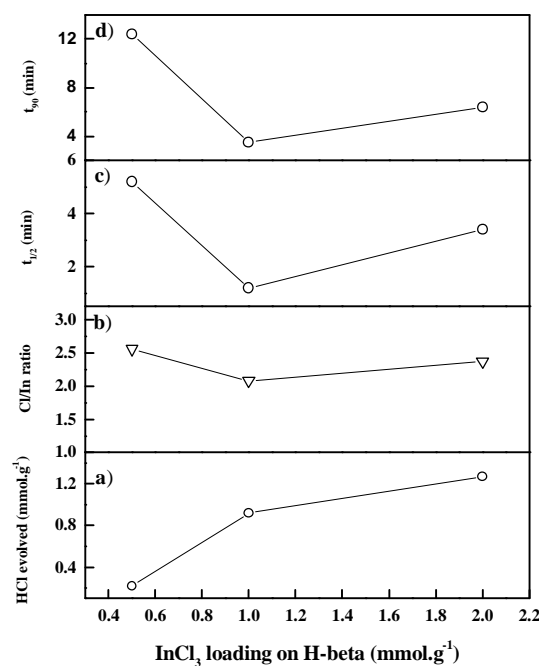 d)
12
8
4
t90 (min)
c)
6
4
2
t1/2 (min)
b)
3.0
2.5
2.0
1.5
1.0
Cl/In ratio
a)
1.2
0.8
0.4
HCl evolved (mmol.g-1)
0.4 0.6 0.8 1.0 1.2 1.4 1.6 1.8 2.0 2.2
InCl3 loading on H-beta (mmol.g-1)